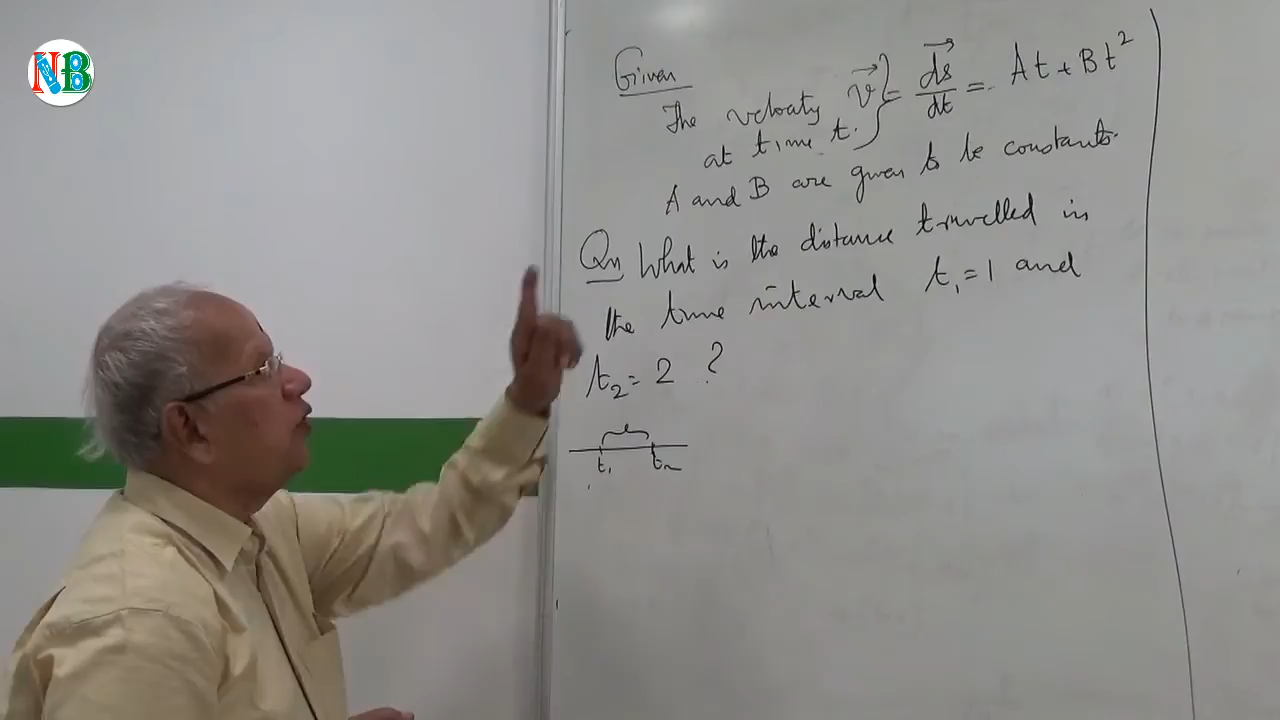 NB
Given
The velocity v⃗ } = d⃗s/dt = At + Bt²
at time t.
A and B are given to be constants.
Qn What is the distance travelled in
the time interval t₁ = 1 and
t₂ = 2 ?
t₁ t₂